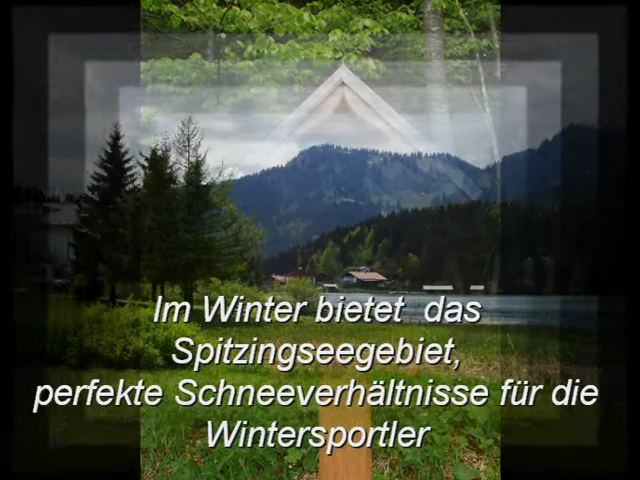 Im Winter bietet das
Spitzingseegebiet,
perfekte Schneeverhältnisse für die
Wintersportler